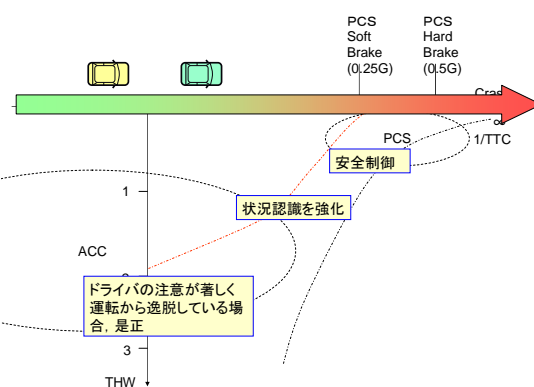 PCS
Soft
Brake
(0.25G)
PCS
Hard
Brake
(0.5G)
∞
1/TTC
PCS
安全制御
1
状況認識を強化
ACC
ドライバの注意が著しく
運転から逸脱している場
合，是正
3
THW